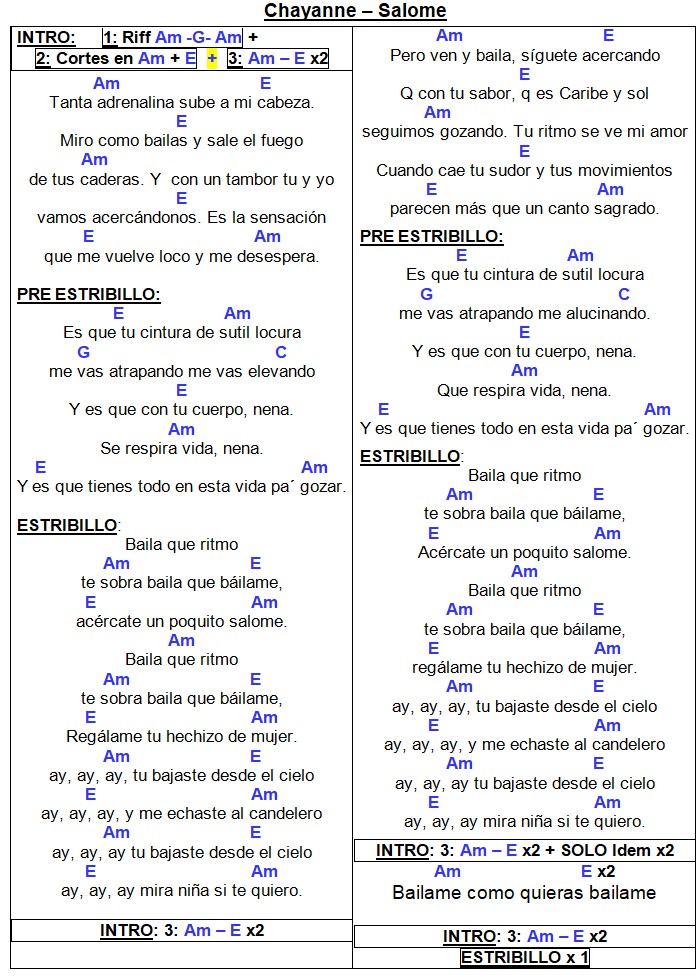 Chayanne – Salome
INTRO: 1: Riff Am -G- Am +
2: Cortes en Am + E + 3: Am – E x2
Am E
Tanta adrenalina sube a mi cabeza.
E
Miro como bailas y sale el fuego
Am
de tus caderas. Y con un tambor tu y yo
E
vamos acercándonos. Es la sensación
E Am
que me vuelve loco y me desespera.
PRE ESTRIBILLO:
E Am
Es que tu cintura de sutil locura
G C
me vas atrapando me vas elevando
E
Y es que con tu cuerpo, nena.
Am
Se respira vida, nena.
E Am
Y es que tienes todo en esta vida pa´ gozar.
ESTRIBILLO:
Baila que ritmo
Am E
te sobra baila que báilame,
E Am
acércate un poquito salome.
Am
Baila que ritmo
Am E
te sobra baila que báilame,
E Am
Regálame tu hechizo de mujer.
Am E
ay, ay, ay, tu bajaste desde el cielo
E Am
ay, ay, ay, y me echaste al candelero
Am E
ay, ay, ay tu bajaste desde el cielo
E Am
ay, ay, ay mira niña si te quiero.
INTRO: 3: Am – E x2
Am E
Pero ven y baila, síguete acercando
E
Q con tu sabor, q es Caribe y sol
Am
seguimos gozando. Tu ritmo se ve mi amor
E
Cuando cae tu sudor y tus movimientos
E Am
parecen más que un canto sagrado.
PRE ESTRIBILLO:
E Am
Es que tu cintura de sutil locura
G C
me vas atrapando me alucinando.
E
Y es que con tu cuerpo, nena.
Am
Que respira vida, nena.
E Am
Y es que tienes todo en esta vida pa´ gozar.
ESTRIBILLO:
Baila que ritmo
Am E
te sobra baila que báilame,
E Am
Acércate un poquito salome.
Am
Baila que ritmo
Am E
te sobra baila que báilame,
E Am
regálame tu hechizo de mujer.
Am E
ay, ay, ay, tu bajaste desde el cielo
E Am
ay, ay, ay, y me echaste al candelero
Am E
ay, ay, ay tu bajaste desde el cielo
E Am
ay, ay, ay mira niña si te quiero.
INTRO: 3: Am – E x2 + SOLO Idem x2
Am E x2
Bailame como quieras bailame
INTRO: 3: Am – E x2
ESTRIBILLO x 1